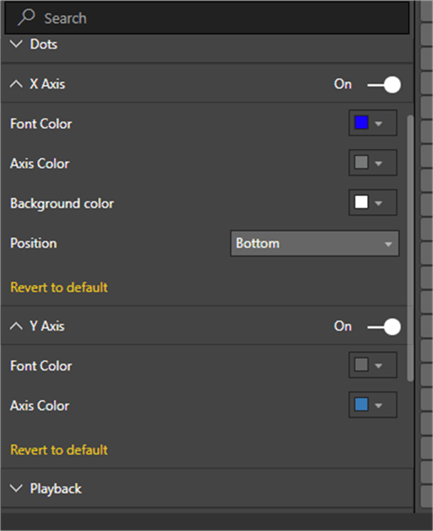 Search
Dots
X Axis On
Font Color
Axis Color
Background color
Position Bottom
Revert to default
Y Axis On
Font Color
Axis Color
Revert to default
Playback